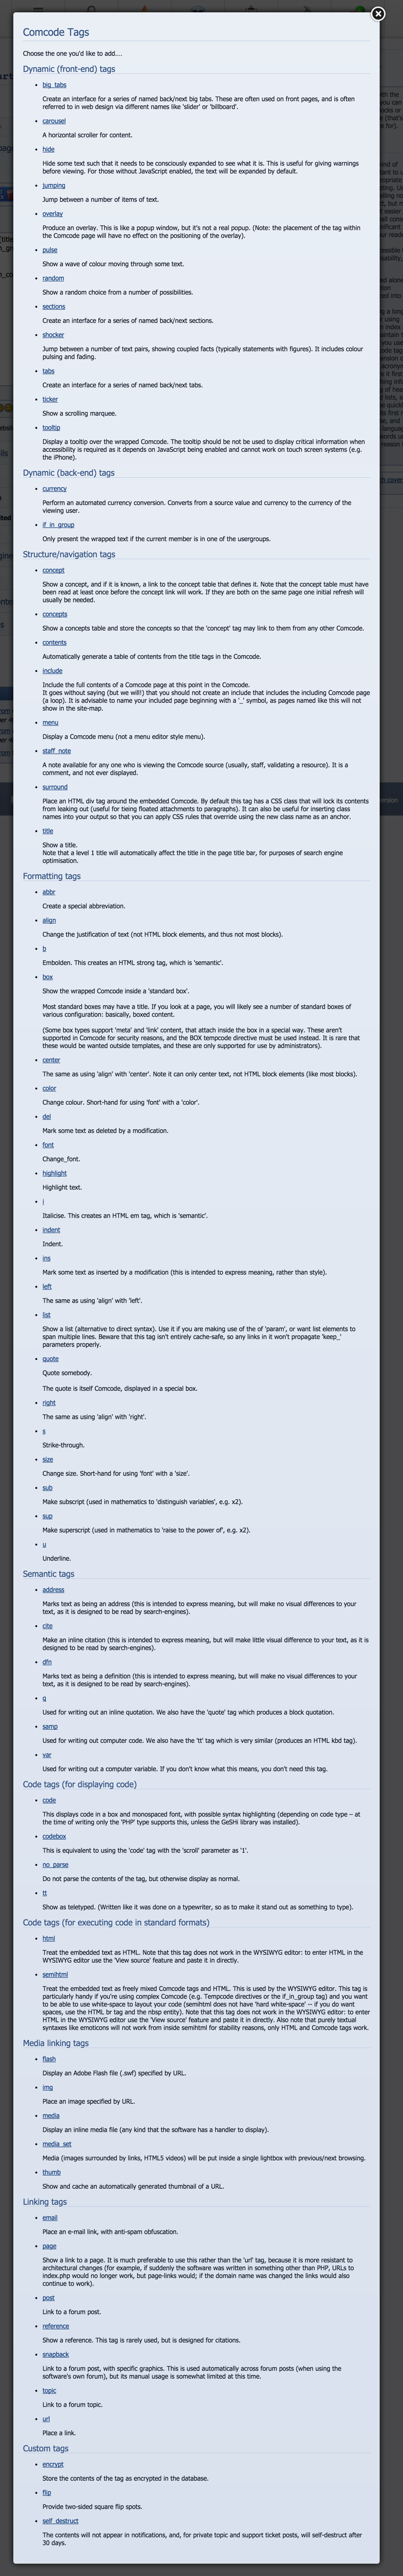 Comcode Tags
Choose the one you'd like to add....
Dynamic (front-end) tags
big_tabs
Create an interface for a series of named back/next big tabs. These are often used on front pages, and is often
referred to in web design via different names like 'slider' or 'billboard'.
carousel
A horizontal scroller for content.
hide
Hide some text such that it needs to be consciously expanded to see what it is. This is useful for giving warnings
before viewing. For those without JavaScript enabled, the text will be expanded by default.
jumping
Jump between a number of items of text.
overlay
Produce an overlay. This is like a popup window, but it's not a real popup. (Note: the placement of the tag within
the Comcode page will have no effect on the positioning of the overlay).
pulse
Show a wave of colour moving through some text.
random
Show a random choice from a number of possibilities.
sections
Create an interface for a series of named back/next sections.
shocker
Jump between a number of text pairs, showing coupled facts (typically statements with figures). It includes colour
pulsing and fading.
tabs
Create an interface for a series of named back/next tabs.
ticker
Show a scrolling marquee.
tooltip
Display a tooltip over the wrapped Comcode. The tooltip should not be used to display critical information when
accessibility is required as it depends on JavaScript being enabled and cannot work on touch screen systems (e.g.
the iPhone).
Dynamic (back-end) tags
currency
Perform an automated currency conversion. Converts from a source value and currency to the currency of the
viewing user.
if_in_group
Only present the wrapped text if the current member is in one of the usergroups.
Structure/navigation tags
concept
Show a concept, and if it is known, a link to the concept table that defines it. Note that the concept table must have
been read at least once before the concept link will work. If they are both on the same page one initial refresh will
usually be needed.
concepts
Show a concepts table and store the concepts so that the 'concept' tag may link to them from any other Comcode.
contents
Automatically generate a table of contents from the title tags in the Comcode.
include
Include the full contents of a Comcode page at this point in the Comcode.
It goes without saying (but we will!) that you should not create an include that includes the including Comcode page
(a loop). It is advisable to name your included page beginning with a '_' symbol, as pages named like this will not
show in the site-map.
menu
Display a Comcode menu (not a menu editor style menu).
staff_note
A note available for any one who is viewing the Comcode source (usually, staff, validating a resource). It is a
comment, and not ever displayed.
surround
Place an HTML div tag around the embedded Comcode. By default this tag has a CSS class that will lock its contents
from leaking out (useful for being floated attachments to paragraphs). It can also be useful for inserting class
names into your output so that you can apply CSS rules that override using the new class name as an anchor.
title
Show a title.
Note that a level 1 title will automatically affect the title in the page title bar, for purposes of search engine
optimisation.
Formatting tags
abbr
Create a special abbreviation.
align
Change the justification of text (not HTML block elements, and thus not most blocks).
b
Embolden. This creates an HTML strong tag, which is 'semantic'.
box
Show the wrapped Comcode inside a 'standard box'.
Most standard boxes may have a title. If you look at a page, you will likely see a number of standard boxes of
various configuration: basically, boxed content.
(Some box types support 'meta' and 'link' content, that attach inside the box in a special way. These aren't
supported in Comcode for security reasons, and the BOX tempcode directive must be used instead. It is rare that
these would be wanted outside templates, and these are only supported for use by administrators).
center
The same as using 'align' with 'center'. Note it can only center text, not HTML block elements (like most blocks).
color
Change colour. Short-hand for using 'font' with a 'color'.
del
Mark some text as deleted by a modification.
font
Change_font.
highlight
Highlight text.
i
Italicise. This creates an HTML em tag, which is 'semantic'.
indent
Indent.
ins
Mark some text as inserted by a modification (this is intended to express meaning, rather than style).
left
The same as using 'align' with 'left'.
list
Show a list (alternative to direct syntax). Use it if you are making use of the of 'param', or want list elements to
span multiple lines. Beware that this tag isn't entirely cache-safe, so any links in it won't propagate 'keep_'
parameters properly.
quote
Quote somebody.
The quote is itself Comcode, displayed in a special box.
right
The same as using 'align' with 'right'.
s
Strike-through.
size
Change size. Short-hand for using 'font' with a 'size'.
sub
Make subscript (used in mathematics to 'distinguish variables', e.g. x2).
sup
Make superscript (used in mathematics to 'raise to the power of', e.g. x2).
u
Underline.
Semantic tags
address
Marks text as being an address (this is intended to express meaning, but will make no visual differences to your
text, as it is designed to be read by search-engines).
cite
Make an inline citation (this is intended to express meaning, but will make little visual difference to your text, as it is
designed to be read by search-engines).
dfn
Marks text as being a definition (this is intended to express meaning, but will make no visual differences to your
text, as it is designed to be read by search-engines).
q
Used for writing out an inline quotation. We also have the 'quote' tag which produces a block quotation.
samp
Used for writing out computer code. We also have the 'tt' tag which is very similar (produces an HTML kbd tag).
var
Used for writing out a computer variable. If you don't know what this means, you don't need this tag.
Code tags (for displaying code)
code
This displays code in a box and monospaced font, with possible syntax highlighting (depending on code type – at
the time of writing only the 'PHP' type supports this, unless the GeSHi library was installed).
codebox
This is equivalent to using the 'code' tag with the 'scroll' parameter as '1'.
no_parse
Do not parse the contents of the tag, but otherwise display as normal.
tt
Show as teletyped. (Written like it was done on a typewriter, so as to make it stand out as something to type).
Code tags (for executing code in standard formats)
html
Treat the embedded text as HTML. Note that this tag does not work in the WYSIWYG editor: to enter HTML in the
WYSIWYG editor use the 'View source' feature and paste it in directly.
semihtml
Treat the embedded text as freely mixed Comcode tags and HTML. This is used by the WYSIWYG editor. This tag is
particularly handy if you're using complex Comcode (e.g. Tempcode directives or the if_in_group tag) and you want
to be able to use white-space to layout your code (semihtml does not have 'hard white-space' -- if you do want
spaces, use the HTML br tag and the nbsp entity). Note that this tag does not work in the WYSIWYG editor: to enter
HTML in the WYSIWYG editor use the 'View source' feature and paste it in directly. Also note that purely textual
syntaxes like emoticons will not work from inside semihtml for stability reasons, only HTML and Comcode tags work.
Media linking tags
flash
Display an Adobe Flash file (.swf) specified by URL.
img
Place an image specified by URL.
media
Display an inline media file (any kind that the software has a handler to display).
media_set
Media (images surrounded by links, HTML5 videos) will be put inside a single lightbox with previous/next browsing.
thumb
Show and cache an automatically generated thumbnail of a URL.
Linking tags
email
Place an e-mail link, with anti-spam obfuscation.
page
Show a link to a page. It is much preferable to use this rather than the 'url' tag, because it is more resistant to
architectural changes (for example, if suddenly the software was written in something other than PHP, URLs to
index.php would no longer work, but page-links would; if the domain name was changed the links would also
continue to work).
post
Link to a forum post.
reference
Show a reference. This tag is rarely used, but is designed for citations.
snapback
Link to a forum post, with specific graphics. This is used automatically across forum posts (when using the
software's own forum), but its manual usage is somewhat limited at this time.
topic
Link to a forum topic.
url
Place a link.
Custom tags
encrypt
Store the contents of the tag as encrypted in the database.
flip
Provide two-sided square flip spots.
self_destruct
The contents will not appear in notifications, and, for private topic and support ticket posts, will self-destruct after
30 days.